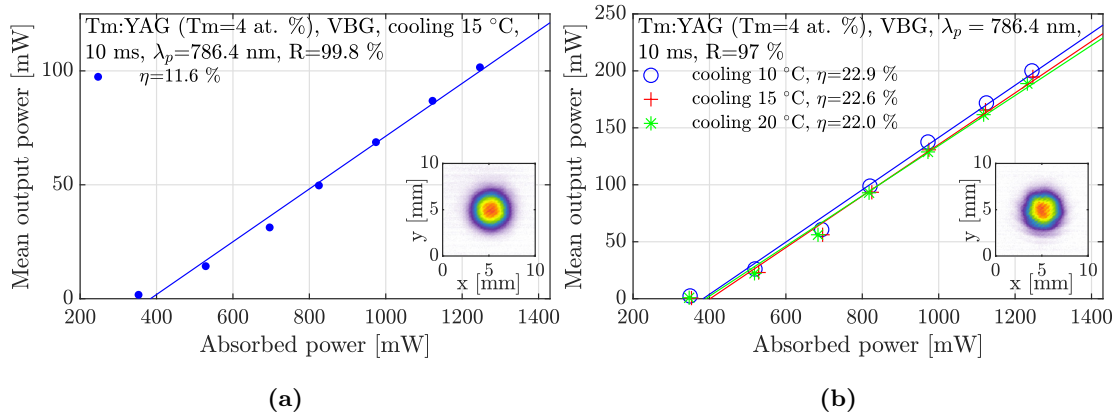 Tm:YAG (Tm=4 at. %), VBG, cooling 15 °C,
10 ms, λp=786.4 nm, R=99.8 %
η=11.6 %
Mean output power [mW]
100
50
0
200 400 600 800 1000 1200 1400
Absorbed power [mW]
y [mm]
10
5
0
0 5 10
x [mm]
(a)
Tm:YAG (Tm=4 at. %), VBG, λp = 786.4 nm,
10 ms, R=97 %
cooling 10 °C, η=22.9 %
cooling 15 °C, η=22.6 %
cooling 20 °C, η=22.0 %
Mean output power [mW]
250
200
150
100
50
0
200 400 600 800 1000 1200 1400
Absorbed power [mW]
y [mm]
10
5
0
0 5 10
x [mm]
(b)